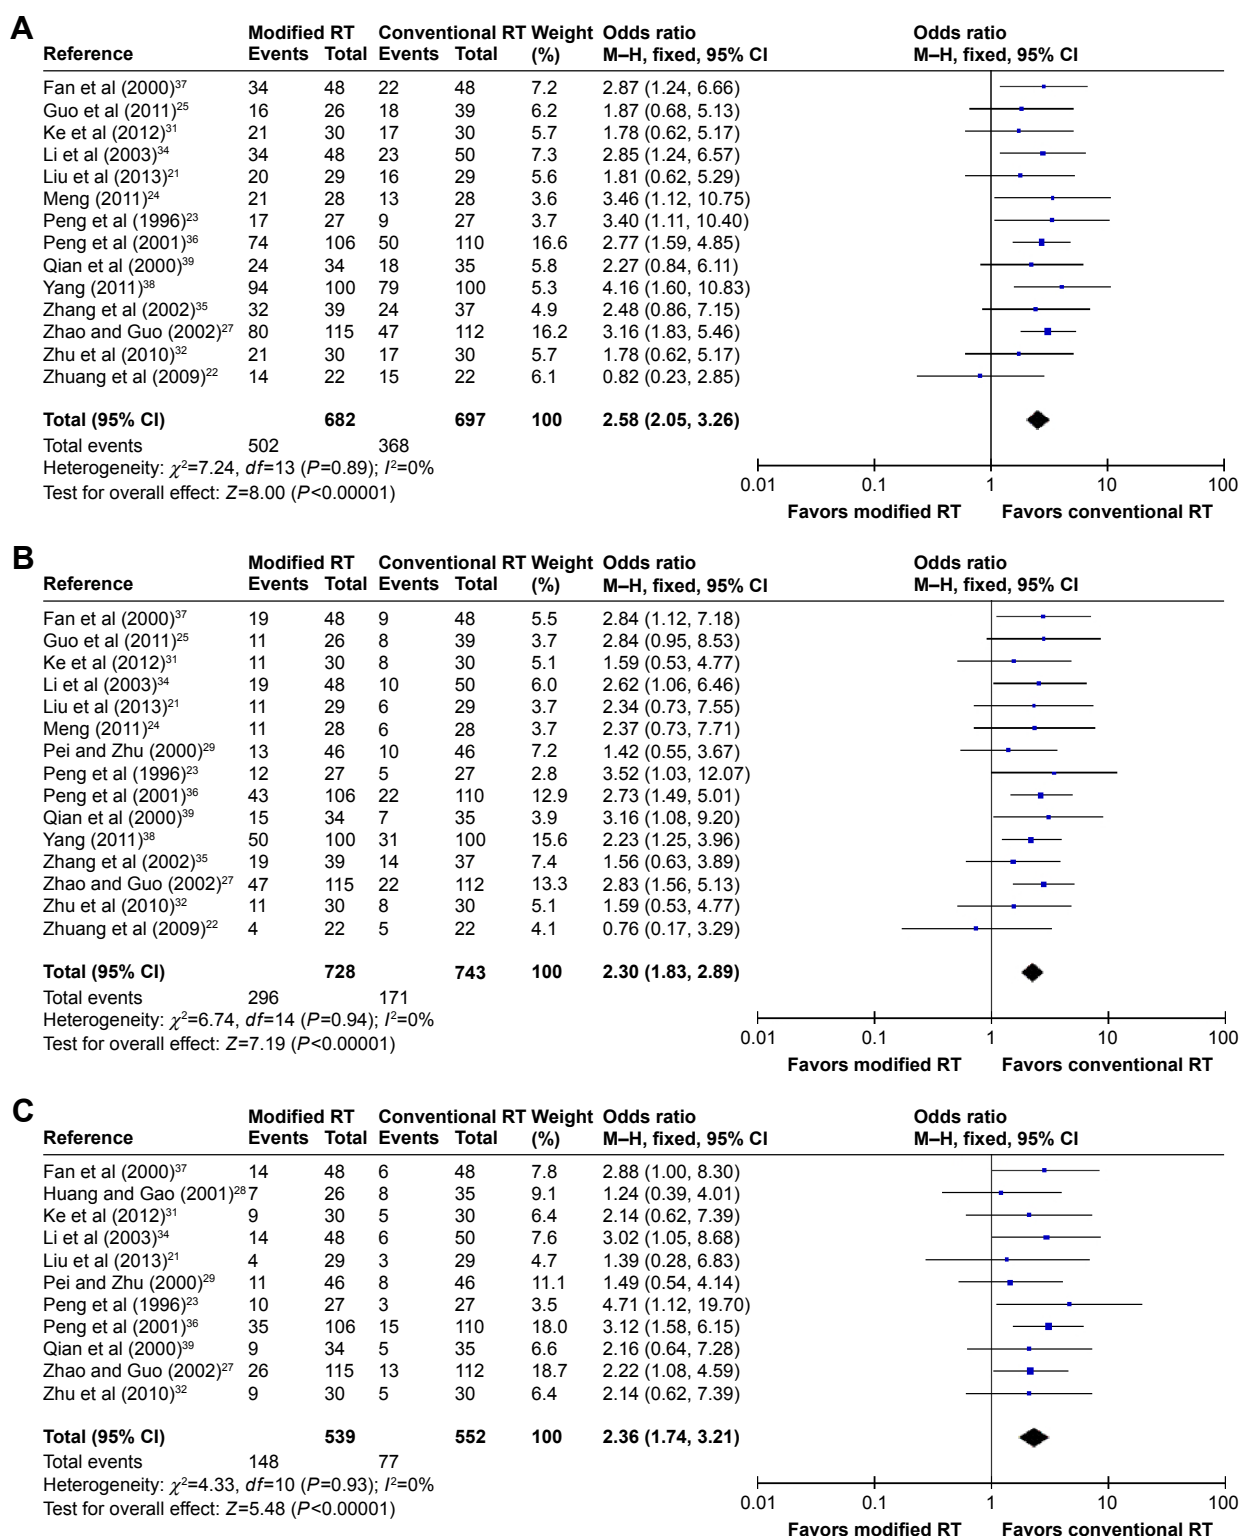 A
Modified RT Conventional RT Weight Odds ratio Odds ratio
Reference Events Total Events Total (%) M–H, fixed, 95% CI M–H, fixed, 95% CI
Fan et al (2000)37 34 48 22 48 7.2 2.87 (1.24, 6.66)
Guo et al (2011)25 16 26 18 39 6.2 1.87 (0.68, 5.13)
Ke et al (2012)31 21 30 17 30 5.7 1.78 (0.62, 5.17)
Li et al (2003)34 34 48 23 50 7.3 2.85 (1.24, 6.57)
Liu et al (2013)21 20 29 16 29 5.6 1.81 (0.62, 5.29)
Meng (2011)24 21 28 13 28 3.6 3.46 (1.12, 10.75)
Peng et al (1996)23 17 27 9 27 3.7 3.40 (1.11, 10.40)
Peng et al (2001)36 74 106 50 110 16.6 2.77 (1.59, 4.85)
Qian et al (2000)39 24 34 18 35 5.8 2.27 (0.84, 6.11)
Yang (2011)38 94 100 79 100 5.3 4.16 (1.60, 10.83)
Zhang et al (2002)35 32 39 24 37 4.9 2.48 (0.86, 7.15)
Zhao and Guo (2002)27 80 115 47 112 16.2 3.16 (1.83, 5.46)
Zhu et al (2010)32 21 30 17 30 5.7 1.78 (0.62, 5.17)
Zhuang et al (2009)22 14 22 15 22 6.1 0.82 (0.23, 2.85)
Total (95% CI) 682 697 100 2.58 (2.05, 3.26)
Total events 502 368
Heterogeneity: χ2=7.24, df=13 (P=0.89); I2=0%
Test for overall effect: Z=8.00 (P<0.00001)
0.01 0.1 1 10 100
Favors modified RT Favors conventional RT
B
Modified RT Conventional RT Weight Odds ratio Odds ratio
Reference Events Total Events Total (%) M–H, fixed, 95% CI M–H, fixed, 95% CI
Fan et al (2000)37 19 48 9 48 5.5 2.84 (1.12, 7.18)
Guo et al (2011)25 11 26 8 39 3.7 2.84 (0.95, 8.53)
Ke et al (2012)31 11 30 8 30 5.1 1.59 (0.53, 4.77)
Li et al (2003)34 19 48 10 50 6.0 2.62 (1.06, 6.46)
Liu et al (2013)21 11 29 6 29 3.7 2.34 (0.73, 7.55)
Meng (2011)24 11 28 6 28 3.7 2.37 (0.73, 7.71)
Pei and Zhu (2000)29 13 46 10 46 7.2 1.42 (0.55, 3.67)
Peng et al (1996)23 12 27 5 27 2.8 3.52 (1.03, 12.07)
Peng et al (2001)36 43 106 22 110 12.9 2.73 (1.49, 5.01)
Qian et al (2000)39 15 34 7 35 3.9 3.16 (1.08, 9.20)
Yang (2011)38 50 100 31 100 15.6 2.23 (1.25, 3.96)
Zhang et al (2002)35 19 39 14 37 7.4 1.56 (0.63, 3.89)
Zhao and Guo (2002)27 47 115 22 112 13.3 2.83 (1.56, 5.13)
Zhu et al (2010)32 11 30 8 30 5.1 1.59 (0.53, 4.77)
Zhuang et al (2009)22 4 22 5 22 4.1 0.76 (0.17, 3.29)
Total (95% CI) 728 743 100 2.30 (1.83, 2.89)
Total events 296 171
Heterogeneity: χ2=6.74, df=14 (P=0.94); I2=0%
Test for overall effect: Z=7.19 (P<0.00001)
0.01 0.1 1 10 100
Favors modified RT Favors conventional RT
C
Modified RT Conventional RT Weight Odds ratio Odds ratio
Reference Events Total Events Total (%) M–H, fixed, 95% CI M–H, fixed, 95% CI
Fan et al (2000)37 14 48 6 48 7.8 2.88 (1.00, 8.30)
Huang and Gao (2001)28 7 26 8 35 9.1 1.24 (0.39, 4.01)
Ke et al (2012)31 9 30 5 30 6.4 2.14 (0.62, 7.39)
Li et al (2003)34 14 48 6 50 7.6 3.02 (1.05, 8.68)
Liu et al (2013)21 4 29 3 29 4.7 1.39 (0.28, 6.83)
Pei and Zhu (2000)29 11 46 8 46 11.1 1.49 (0.54, 4.14)
Peng et al (1996)23 10 27 3 27 3.5 4.71 (1.12, 19.70)
Peng et al (2001)36 35 106 15 110 18.0 3.12 (1.58, 6.15)
Qian et al (2000)39 9 34 5 35 6.6 2.16 (0.64, 7.28)
Zhao and Guo (2002)27 26 115 13 112 18.7 2.22 (1.08, 4.59)
Zhu et al (2010)32 9 30 5 30 6.4 2.14 (0.62, 7.39)
Total (95% CI) 539 552 100 2.36 (1.74, 3.21)
Total events 148 77
Heterogeneity: χ2=4.33, df=10 (P=0.93); I2=0%
Test for overall effect: Z=5.48 (P<0.00001)
0.01 0.1 1 10 100
Favors modified RT Favors conventional RT